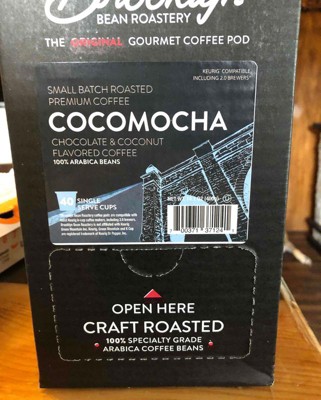 Brooklyn
BEAN ROASTERY
THE ORIGINAL GOURMET COFFEE POD
KEURIG COMPATIBLE
INCLUDING 2.0 BREWERS*
SMALL BATCH ROASTED
PREMIUM COFFEE
COCOMOCHA
CHOCOLATE & COCONUT
FLAVORED COFFEE
100% ARABICA BEANS
40 SINGLE
SERVE CUPS
OPEN HERE
CRAFT ROASTED
100% SPECIALTY GRADE
ARABICA COFFEE BEANS